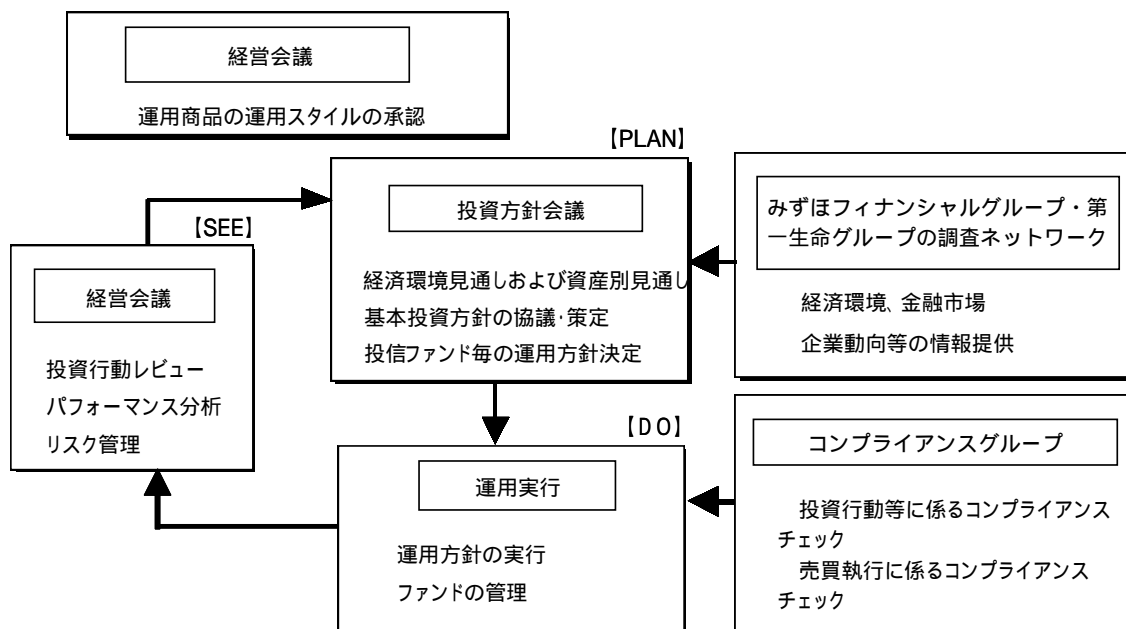 経営会議
運用商品の運用スタイルの承認
【PLAN】
投資方針会議
経済環境見通しおよび資産別見通し
基本投資方針の協議･策定
投信ファンド毎の運用方針決定
みずほフィナンシャルグループ・第
一生命グループの調査ネットワーク
経済環境、金融市場
企業動向等の情報提供
【SEE】
経営会議
投資行動レビュー
パフォーマンス分析
リスク管理
【DO】
運用実行
運用方針の実行
ファンドの管理
コンプライアンスグループ
投資行動等に係るコンプライアンス
チェック
売買執行に係るコンプライアンス
チェック